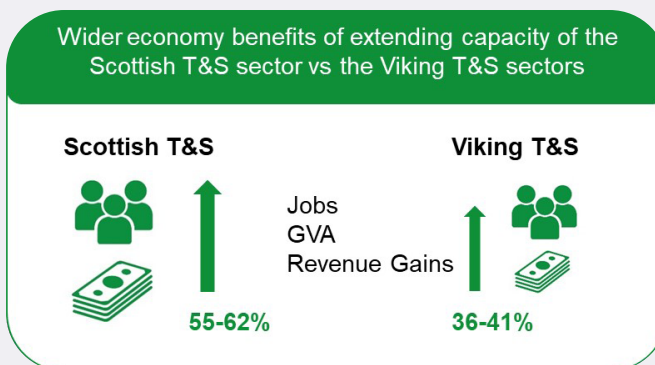 Wider economy benefits of extending capacity of the
Scottish T&S sector vs the Viking T&S sectors
Scottish T&S
Viking T&S
Jobs
GVA
Revenue Gains
55-62%
36-41%